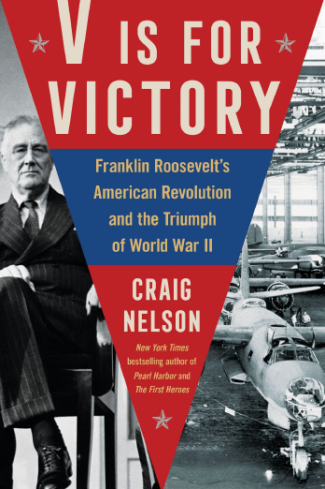 V IS FOR
VICTORY
Franklin Roosevelt's
American Revolution
and the Triumph
of World War II
CRAIG
NELSON
New York Times
bestselling author of
Pearl Harbor and
The First Heroes